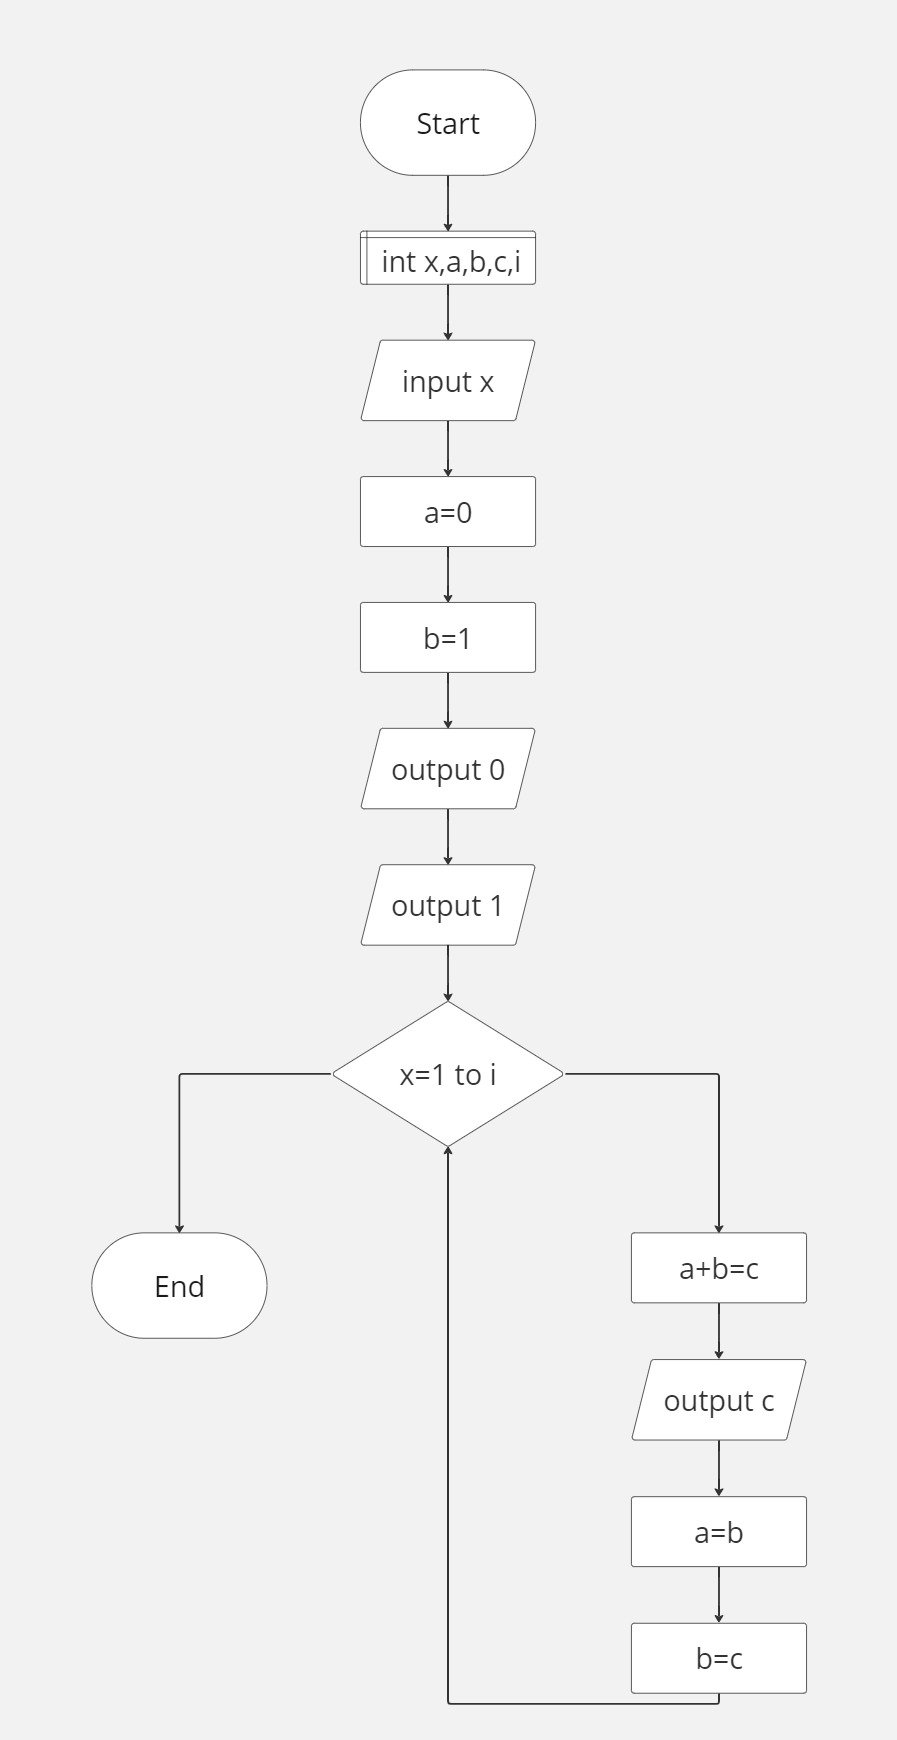 Start
int x,a,b,c,i
input x
a=0
b=1
output 0
output 1
x=1 to i
End
a+b=c
output c
a=b
b=c